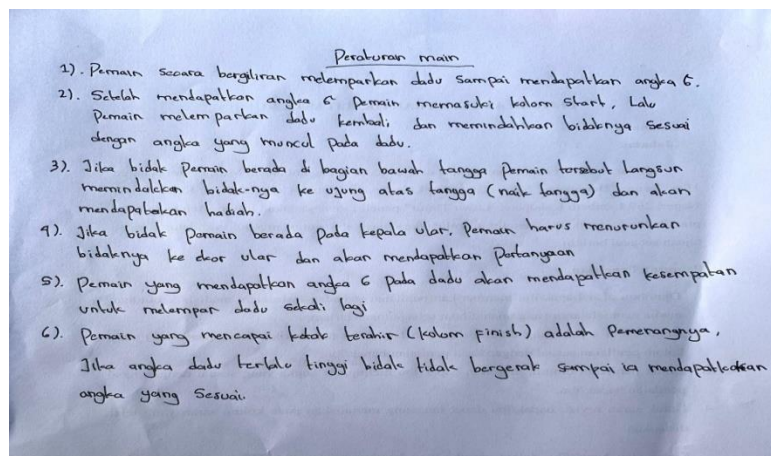 Peraturan main
1). Pemain secara bergiliran melemparkan dadu sampai mendapatkan angka 6.
2). Setelah mendapatkan angka 6 pemain memasuki kolom start, Lalu
Pemain melemparkan dadu kembali dan memindahkan bidaknya sesuai
dengan angka yang muncul pada dadu.
3). Jika bidak pemain berada di bagian bawah tangga pemain tersebut Langsun
memindahkan bidak-nya ke ujung atas tangga (naik tangga) dan akan
mendapatakan hadiah.
4). Jika bidak pamain berada pada kepala ular. Pemain harus menurunkan
bidaknya ke ekor ular dan akan mendapatkan Pertanyaan
5). Pemain yang mendapatkan angka 6 pada dadu akan mendapatkan kesempatan
untuk melempar dadu sekali lagi
6). Pemain yang mencapai kotak terahir (kolom finish) adalah Pemenangnya,
Jika angka dadu terlalu tinggi bidak tidak bergerak sampai ia mendapatkan
angka yang Sesuai.